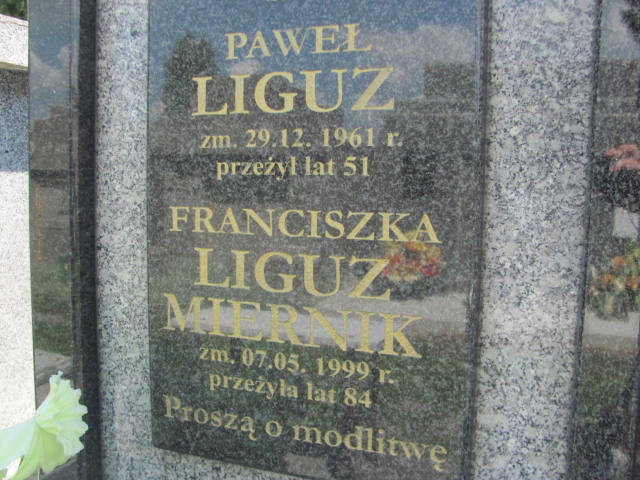 PAWEŁ
LIGUZ
zm. 29.12. 1961 r.
przeżył lat 51
FRANCISZKA
LIGUZ
MIERNIK
zm. 07.05. 1999 r.
przeżyła lat 84
Proszą o modlitwę